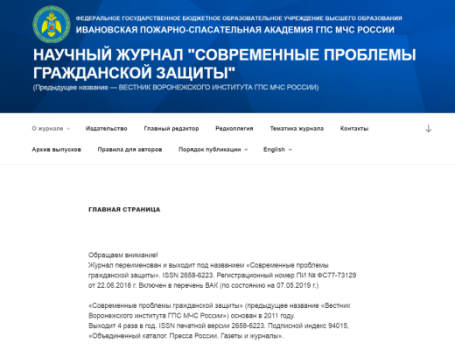 ФЕДЕРАЛЬНОЕ ГОСУДАРСТВЕННОЕ БЮДЖЕТНОЕ ОБРАЗОВАТЕЛЬНОЕ УЧРЕЖДЕНИЕ ВЫСШЕГО ОБРАЗОВАНИЯ
ИВАНОВСКАЯ ПОЖАРНО-СПАСАТЕЛЬНАЯ АКАДЕМИЯ ГПС МЧС РОССИИ
НАУЧНЫЙ ЖУРНАЛ "СОВРЕМЕННЫЕ ПРОБЛЕМЫ
ГРАЖДАНСКОЙ ЗАЩИТЫ"
(Предыдущее название — ВЕСТНИК ВОРОНЕЖСКОГО ИНСТИТУТА ГПС МЧС РОССИИ)
О журнале Издательство Главный редактор Редколлегия Тематика журнала Контакты
Архив выпусков Правила для авторов Порядок публикации English
ГЛАВНАЯ СТРАНИЦА
Обращаем внимание!
Журнал переименован и выходит под названием «Современные проблемы
гражданской защиты». ISSN 2658-6223. Регистрационный номер ПИ № ФС77-73129
от 22.06.2018 г. Включен в перечень ВАК (по состоянию на 07.05.2019 г.)
«Современные проблемы гражданской защиты» (предыдущее название «Вестник
Воронежского института ГПС МЧС России») основан в 2011 году.
Выходит 4 раза в год. ISSN печатной версии 2658-6223. Подписной индекс 94015,
«Объединенный каталог. Пресса России. Газеты и журналы».